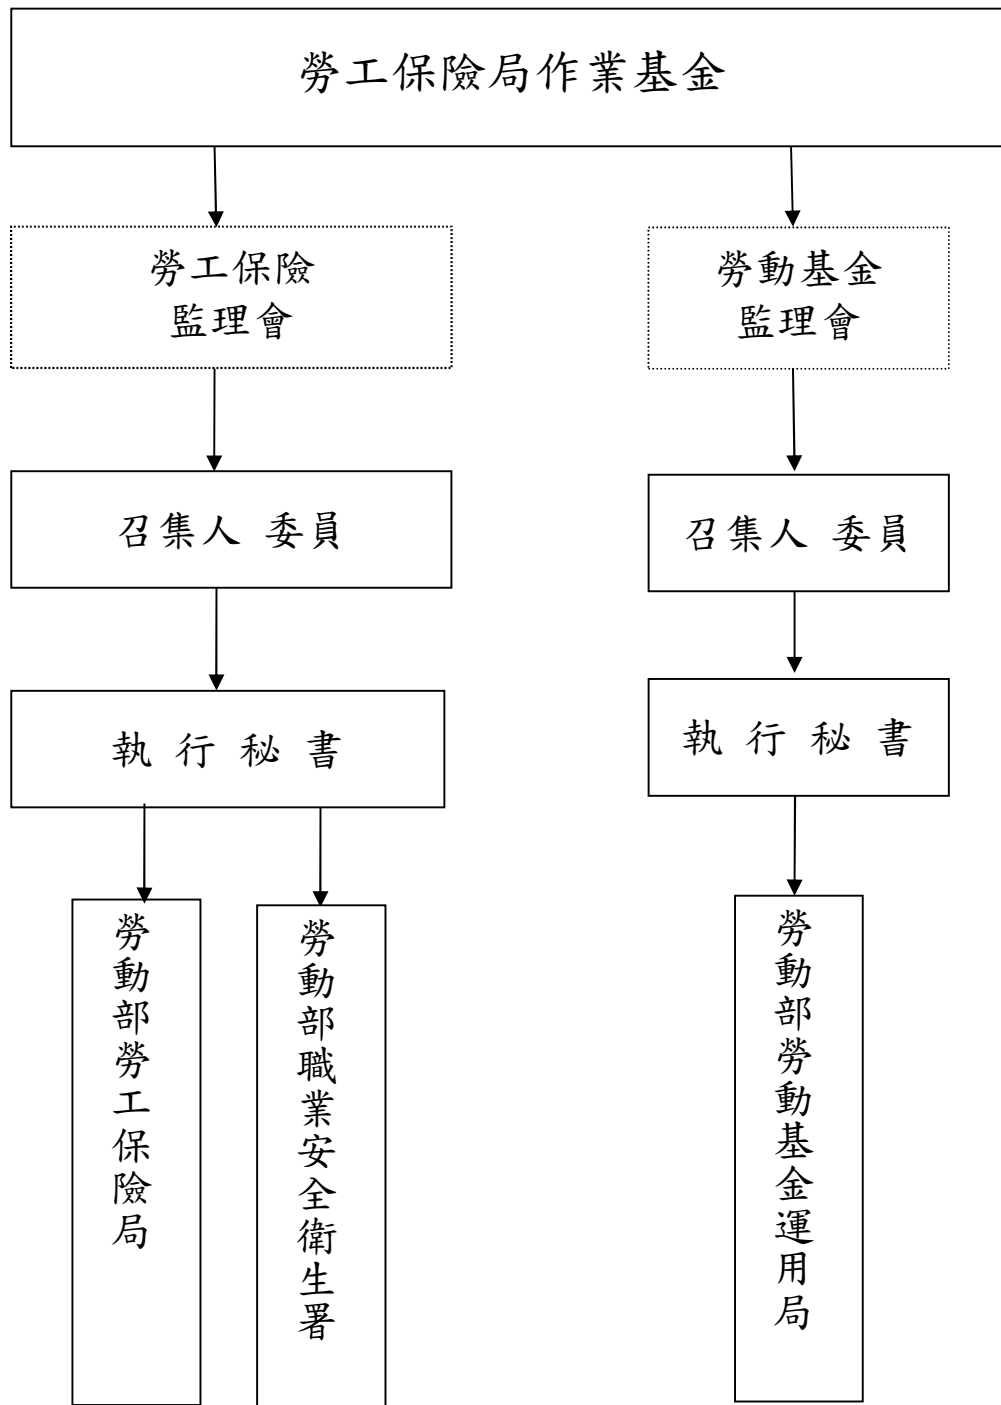 勞工保險局作業基金
勞工保險
監理會
勞動基金
監理會
召集人 委員
召集人 委員
執 行 秘 書
執 行 秘 書
勞動部勞工保險局
勞動部職業安全衛生署
勞動部勞動基金運用局